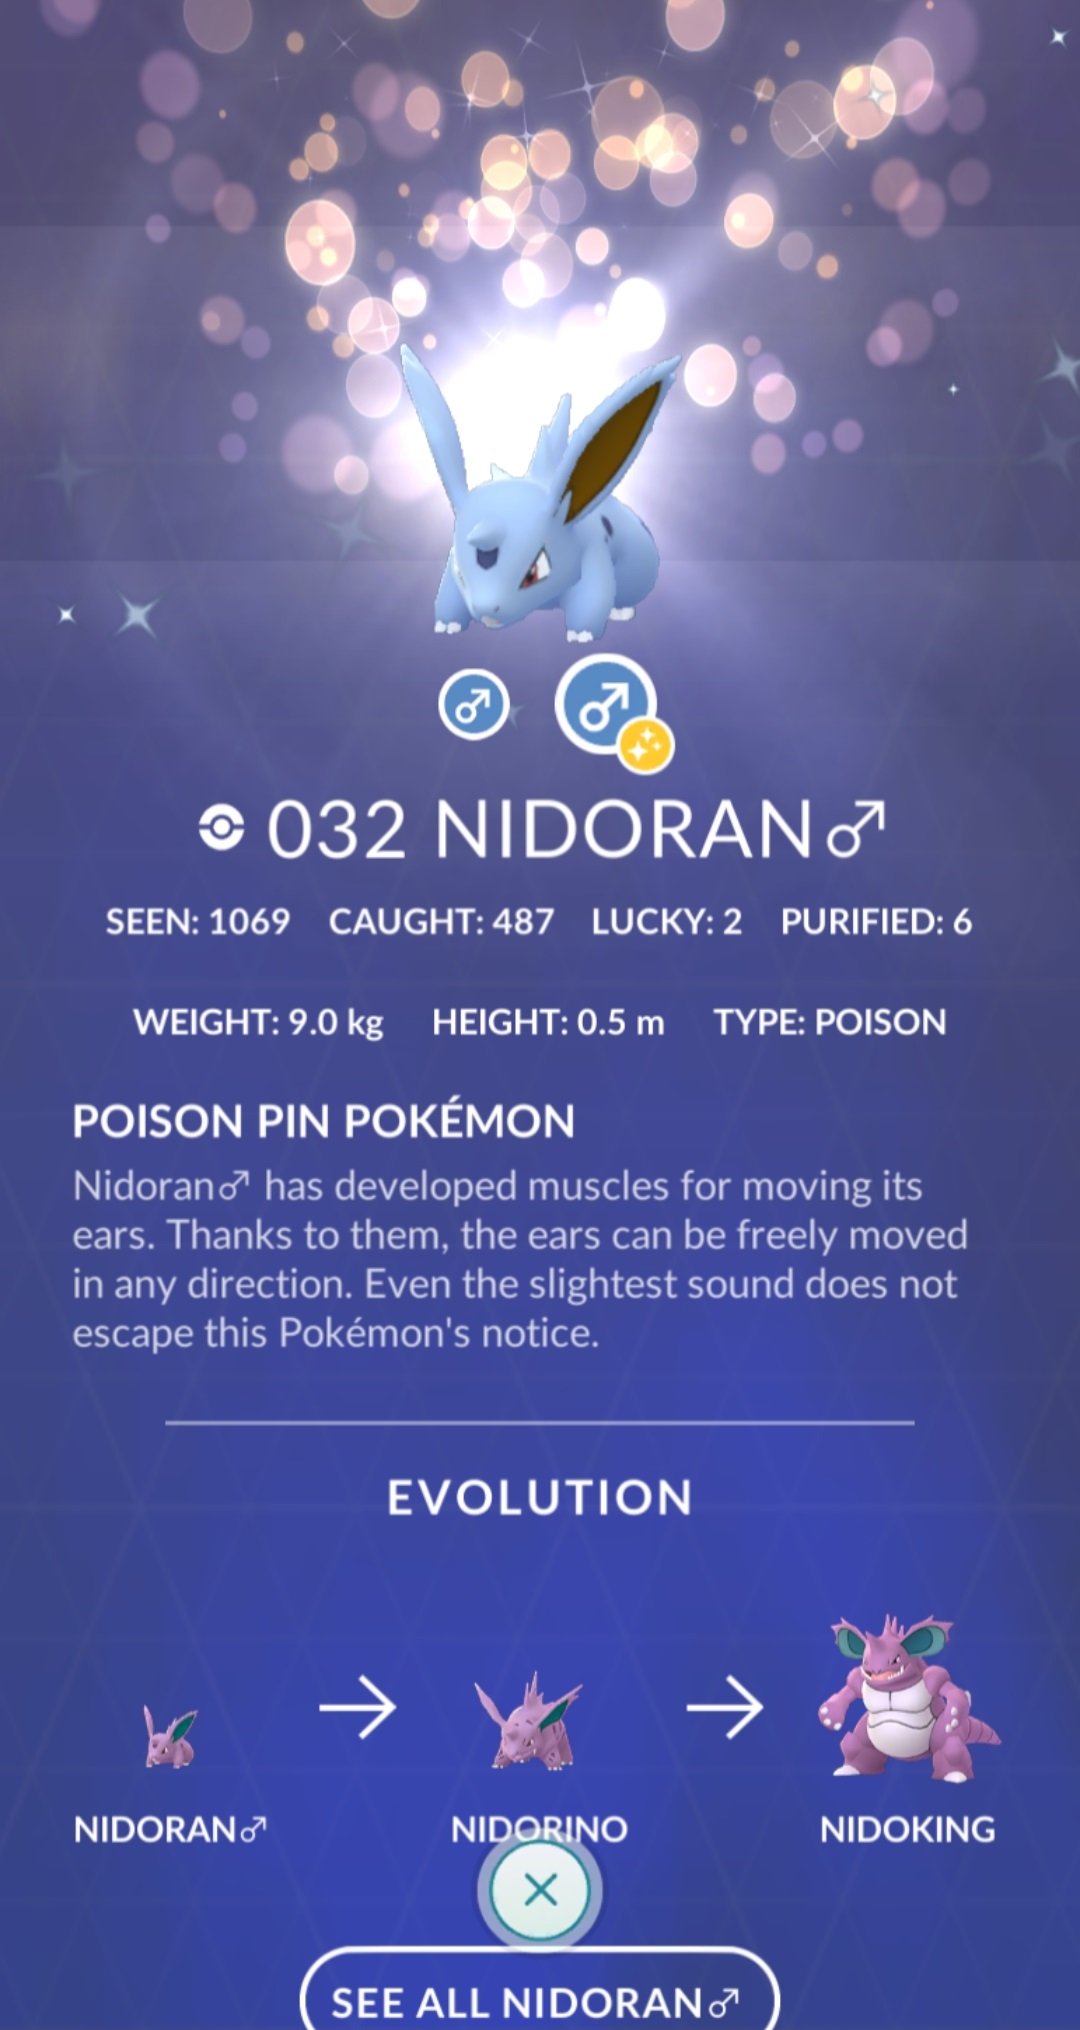 032 NIDORAN♂
SEEN: 1069 CAUGHT: 487 LUCKY: 2 PURIFIED: 6
WEIGHT: 9.0 kg HEIGHT: 0.5 m TYPE: POISON
POISON PIN POKÉMON
Nidoran♂ has developed muscles for moving its
ears. Thanks to them, the ears can be freely moved
in any direction. Even the slightest sound does not
escape this Pokémon's notice.
EVOLUTION
NIDORAN♂ NIDORINO NIDOKING
SEE ALL NIDORAN♂